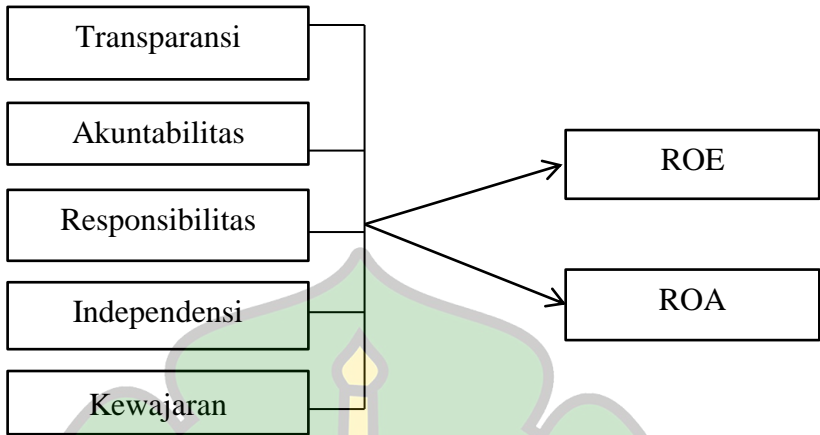 Transparansi
Akuntabilitas
Responsibilitas
Independensi
Kewajaran
ROE
ROA